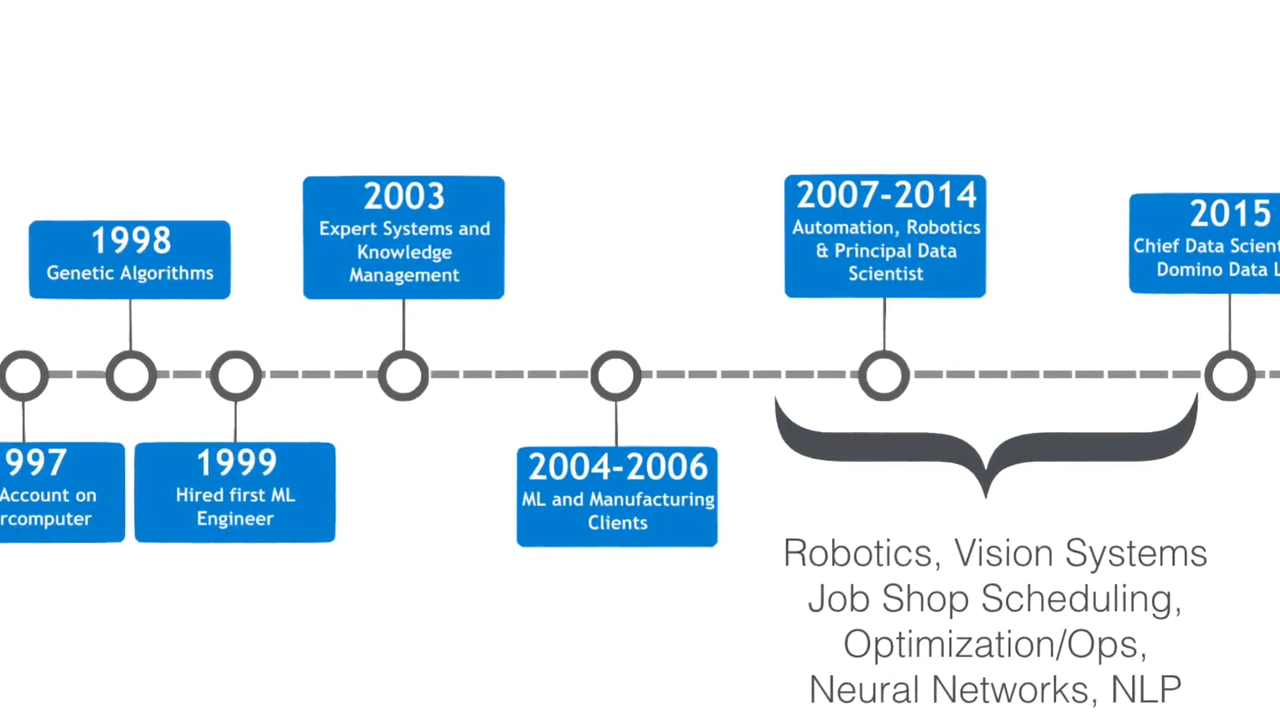 1998
Genetic Algorithms
2003
Expert Systems and
Knowledge
Management
2007-2014
Automation, Robotics
& Principal Data
Scientist
2015
Chief Data Scient
Domino Data L
997
Account on
rcomputer
1999
Hired first ML
Engineer
2004-2006
ML and Manufacturing
Clients
Robotics, Vision Systems
Job Shop Scheduling,
Optimization/Ops,
Neural Networks, NLP